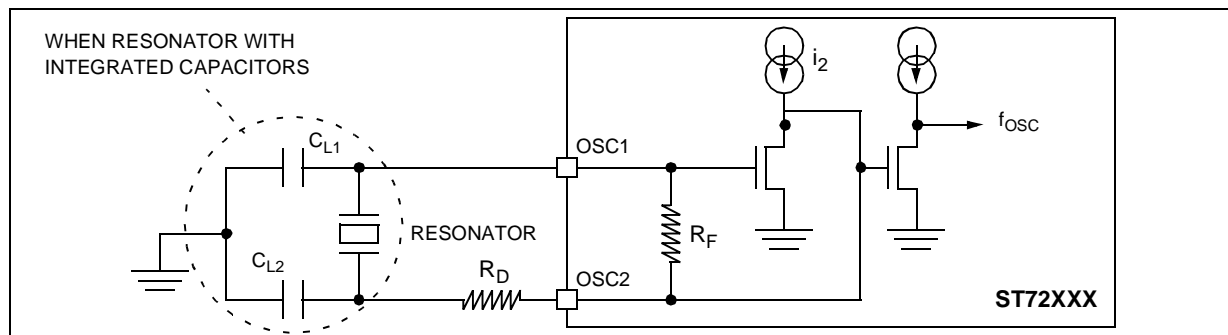 WHEN RESONATOR WITH
INTEGRATED CAPACITORS
i2
fOSC
CL1
OSC1
RESONATOR
RF
CL2
RD
OSC2
ST72XXX